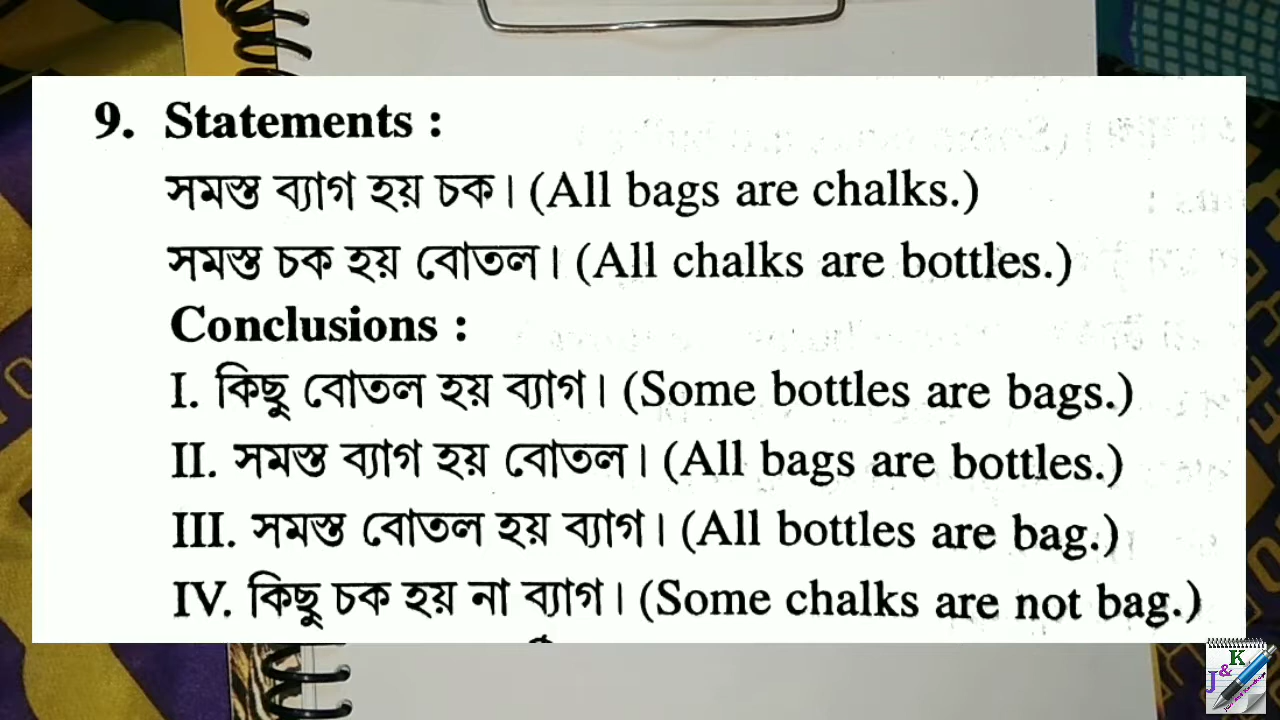 9. Statements :
সমস্ত ব্যাগ হয় চক। (All bags are chalks.)
সমস্ত চক হয় বোতল। (All chalks are bottles.)
Conclusions :
I. কিছু বোতল হয় ব্যাগ। (Some bottles are bags.)
II. সমস্ত ব্যাগ হয় বোতল। (All bags are bottles.)
III. সমস্ত বোতল হয় ব্যাগ। (All bottles are bag.)
IV. কিছু চক হয় না ব্যাগ। (Some chalks are not bag.)
J&K